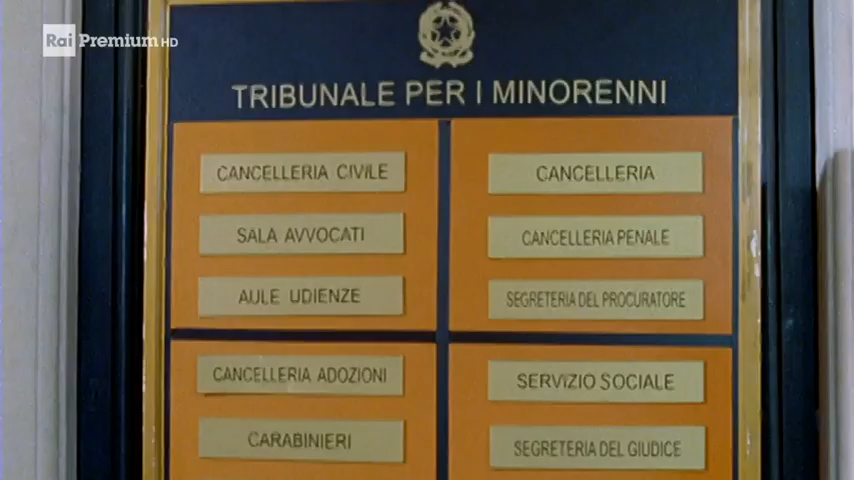 Rai Premium HD
TRIBUNALE PER I MINORENNI
CANCELLERIA CIVILE
SALA AVVOCATI
AULE UDIENZE
CANCELLERIA
CANCELLERIA PENALE
SEGRETERIA DEL PROCURATORE
CANCELLERIA ADOZIONI
CARABINIERI
SERVIZIO SOCIALE
SEGRETERIA DEL GIUDICE